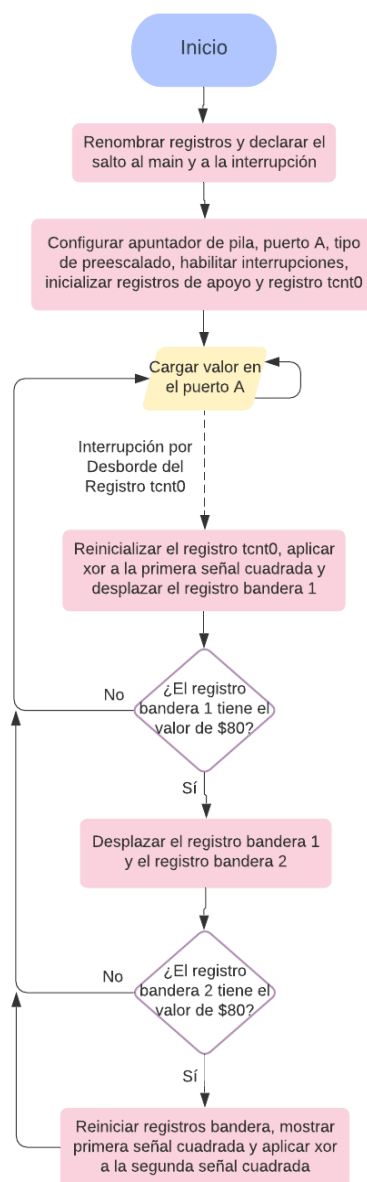 Inicio
Renombrar registros y declarar el
salto al main y a la interrupción
Configurar apuntador de pila, puerto A, tipo
de preescalado, habilitar interrupciones,
inicializar registros de apoyo y registro tcnt0
Cargar valor en
el puerto A
Interrupción por
Desborde del
Registro tcnt0
Reinicializar el registro tcnt0, aplicar
xor a la primera señal cuadrada y
desplazar el registro bandera 1
¿El registro
bandera 1 tiene el
valor de $80?
No
Sí
Desplazar el registro bandera 1
y el registro bandera 2
¿El registro
bandera 2 tiene el
valor de $80?
No
Sí
Reiniciar registros bandera, mostrar
primera señal cuadrada y aplicar xor
a la segunda señal cuadrada